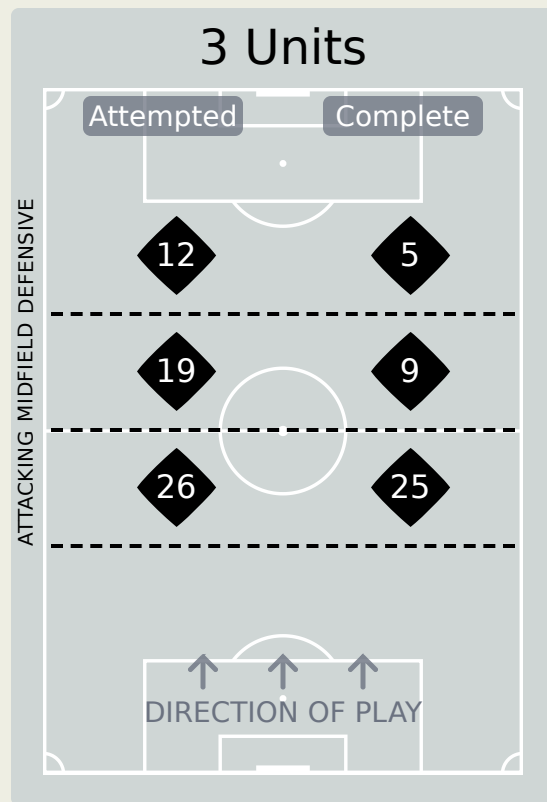 3 Units
Attempted Complete
12 5
19 9
26 25
ATTACKING MIDFIELD DEFENSIVE
DIRECTION OF PLAY